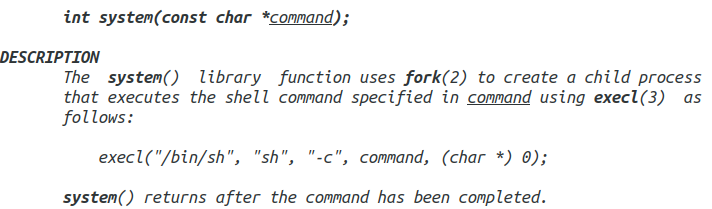 int system(const char *command);
DESCRIPTION
The system() library function uses fork(2) to create a child process
that executes the shell command specified in command using execl(3) as
follows:
execl("/bin/sh", "sh", "-c", command, (char *) 0);
system() returns after the command has been completed.